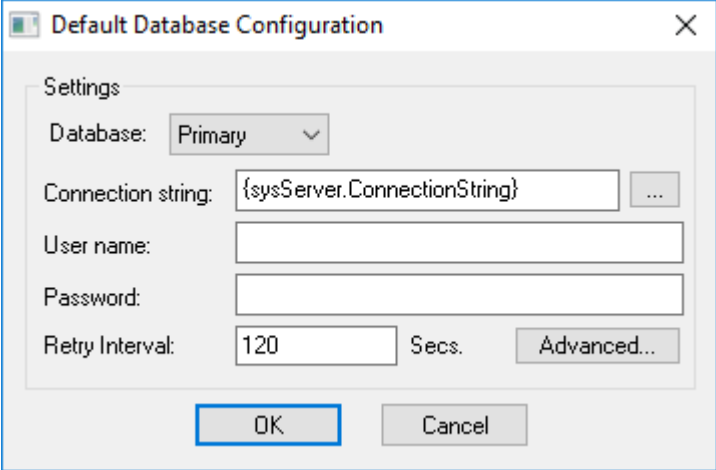 Default Database Configuration
Settings
Database: Primary
Connection string: {sysServer.ConnectionString} ...
User name:
Password:
Retry Interval: 120 Secs. Advanced...
OK Cancel